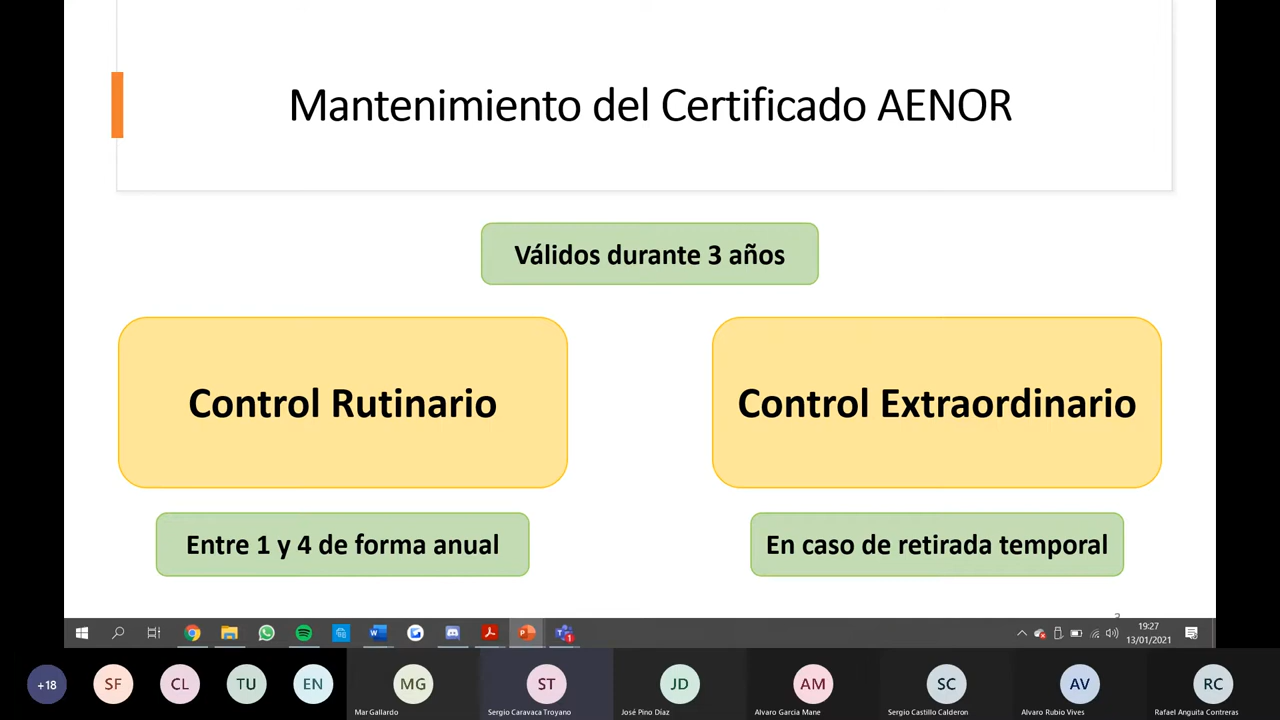 Mantenimiento del Certificado AENOR
Válidos durante 3 años
Control Rutinario
Control Extraordinario
Entre 1 y 4 de forma anual
En caso de retirada temporal
19:27
13/01/2021
+18
SF
CL
TU
EN
MG
ST
JD
AM
SC
AV
RC
Mar Gallardo
Sergio Caravaca Troyano
José Pino Díaz
Alvaro Garcia Mane
Sergio Castillo Calderon
Alvaro Rubio Vives
Rafael Anguita Contreras